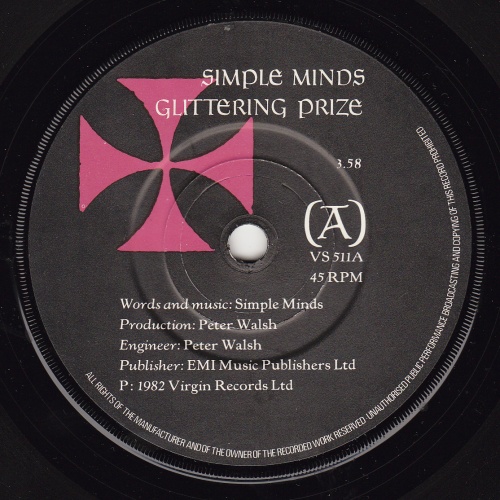 SIMPLE MINDS
GLITTERING PRIZE
3.58
(A)
VS 511A
45 RPM
Words and music: Simple Minds
Production: Peter Walsh
Engineer: Peter Walsh
Publisher: EMI Music Publishers Ltd
P : 1982 Virgin Records Ltd
ALL RIGHTS OF THE MANUFACTURER AND OF THE OWNER OF THE RECORDED WORK RESERVED. UNAUTHORISED PUBLIC PERFORMANCE BROADCASTING AND COPYING OF THIS RECORD PROHIBITED